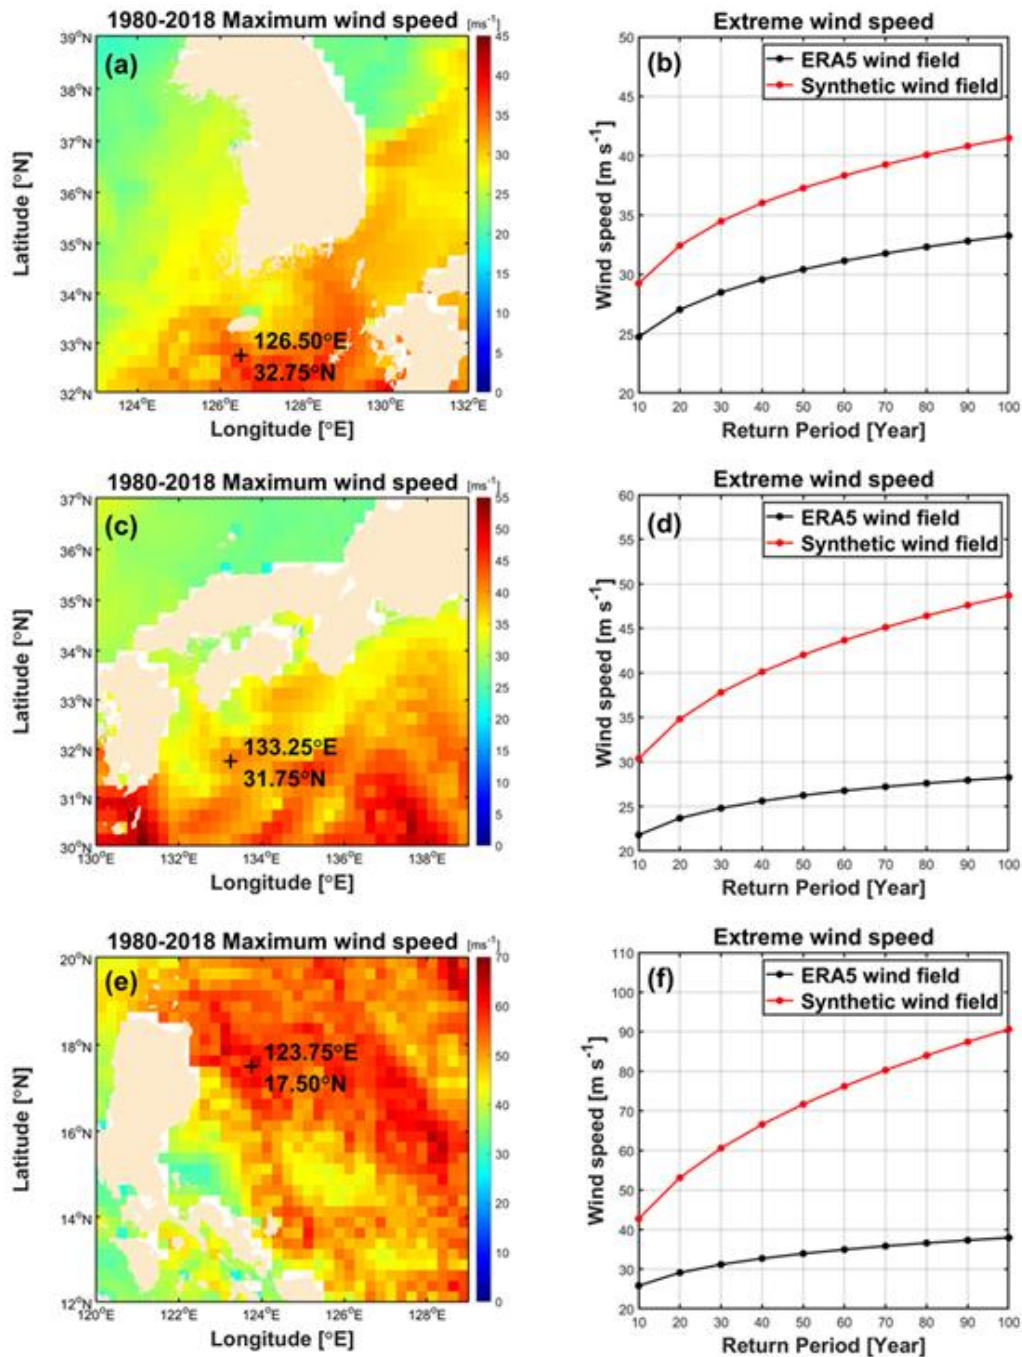 1980-2018 Maximum wind speed [ms⁻¹]
(a)
39°N
38°N
37°N
36°N
35°N
34°N
33°N
32°N
Latitude [°N]
126.50°E
32.75°N
124°E 126°E 128°E 130°E 132°E
Longitude [°E]
45
40
35
30
25
20
15
10
5
0
Extreme wind speed
(b)
ERA5 wind field
Synthetic wind field
50
45
40
35
30
25
20
Wind speed [m s⁻¹]
10 20 30 40 50 60 70 80 90 100
Return Period [Year]
1980-2018 Maximum wind speed [ms⁻¹]
(c)
37°N
36°N
35°N
34°N
33°N
32°N
31°N
30°N
Latitude [°N]
133.25°E
31.75°N
130°E 132°E 134°E 136°E 138°E
Longitude [°E]
55
50
45
40
35
30
25
20
15
10
5
0
Extreme wind speed
(d)
ERA5 wind field
Synthetic wind field
60
55
50
45
40
35
30
25
20
Wind speed [m s⁻¹]
10 20 30 40 50 60 70 80 90 100
Return Period [Year]
1980-2018 Maximum wind speed [ms⁻¹]
(e)
20°N
18°N
16°N
14°N
12°N
Latitude [°N]
123.75°E
17.50°N
120°E 122°E 124°E 126°E 128°E
Longitude [°E]
70
60
50
40
30
20
10
0
Extreme wind speed
(f)
ERA5 wind field
Synthetic wind field
110
100
90
80
70
60
50
40
30
20
Wind speed [m s⁻¹]
10 20 30 40 50 60 70 80 90 100
Return Period [Year]